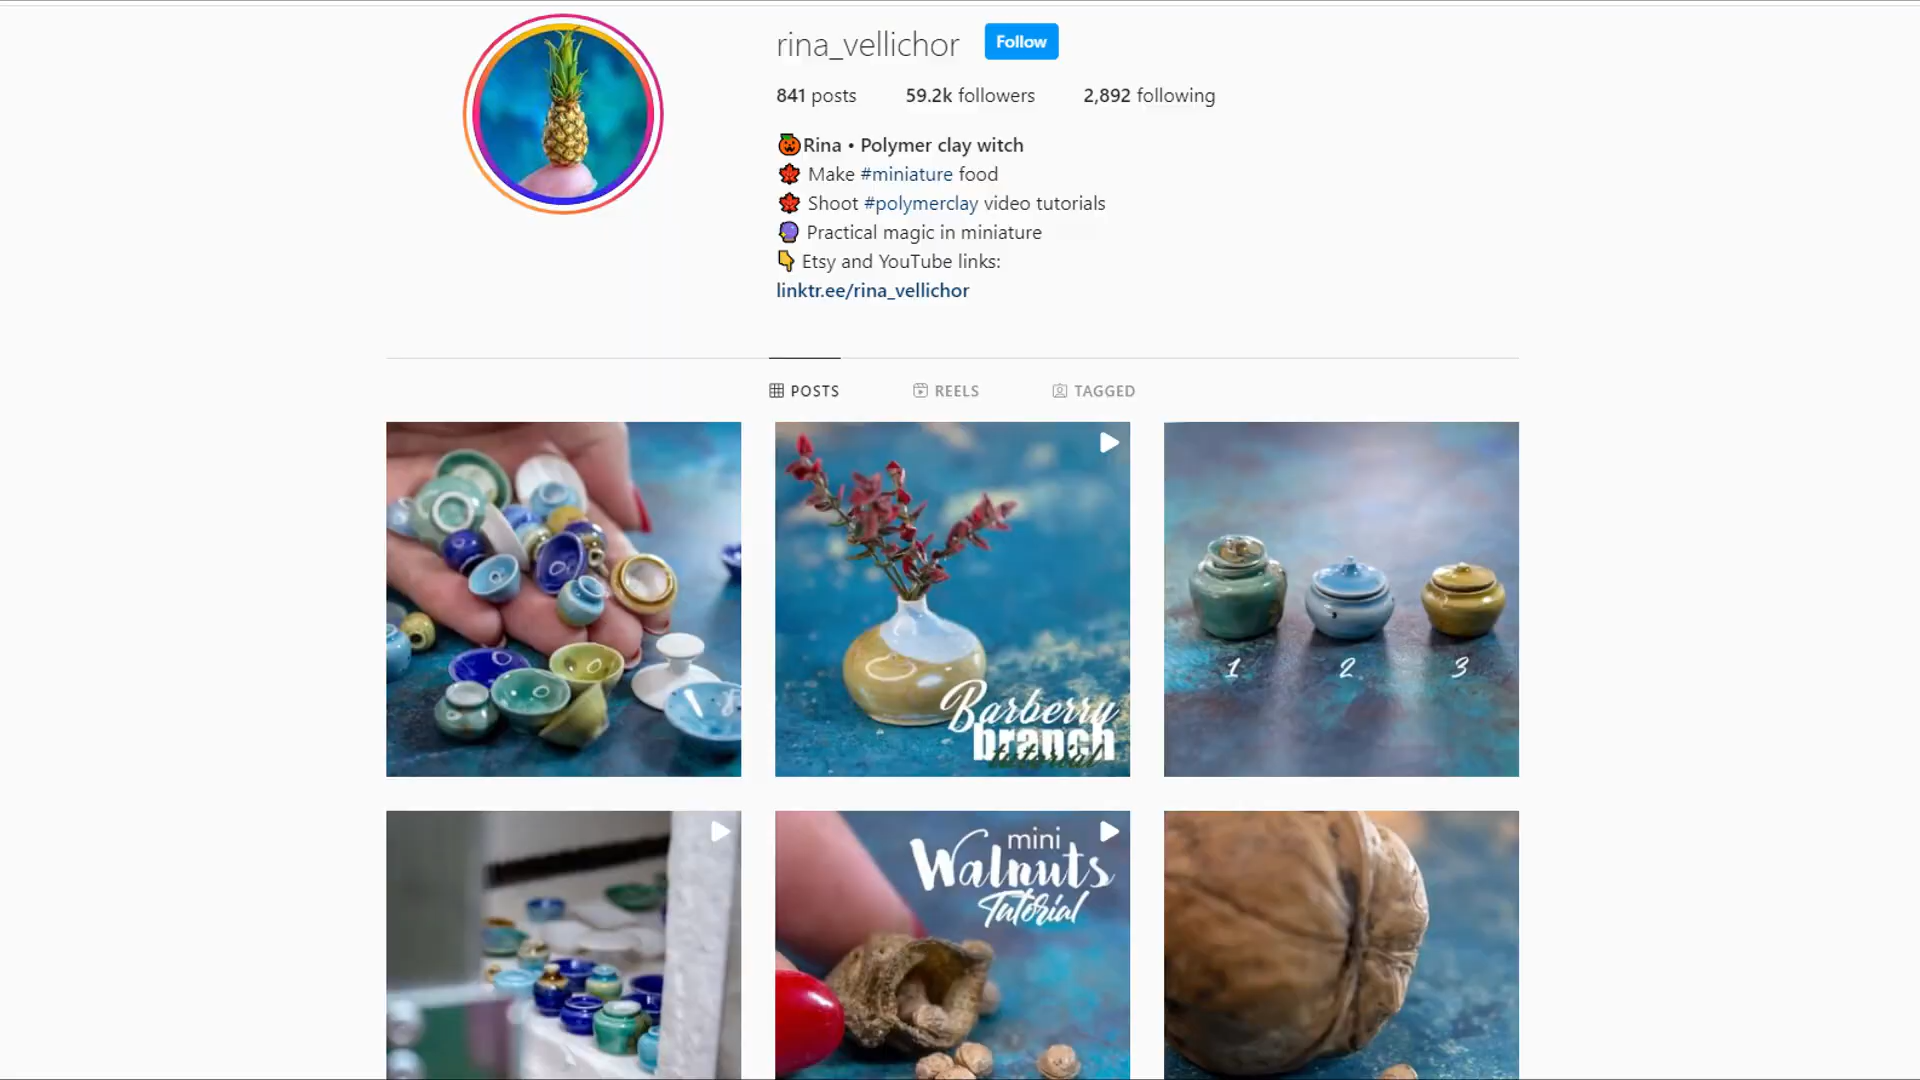 rina_vellichor
Follow
841 posts 59.2k followers 2,892 following
Rina • Polymer clay witch
Make #miniature food
Shoot #polymerclay video tutorials
Practical magic in miniature
Etsy and YouTube links:
linktr.ee/rina_vellichor
POSTS REELS TAGGED
Barberry
branch
tutorial
1 2 3
mini
Walnuts
Tutorial